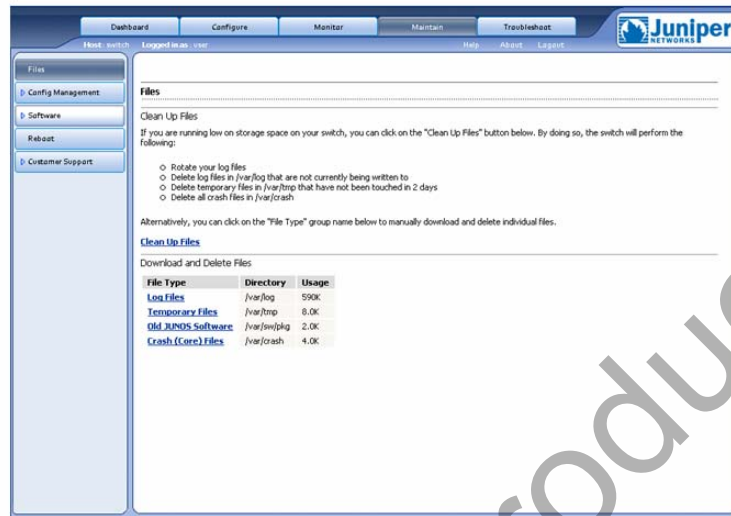 Dashboard Configure Monitor Maintain Troubleshoot
Juniper
NETWORKS
Host: switch Logged in as: user Help About Logout
Files
Config Management
Software
Reboot
Customer Support
Files
Clean Up Files
If you are running low on storage space on your switch, you can click on the "Clean Up Files" button below. By doing so, the switch will perform the
following:
Rotate your log files
Delete log files in /var/log that are not currently being written to
Delete temporary files in /var/tmp that have not been touched in 2 days
Delete all crash files in /var/crash
Alternatively, you can click on the "File Type" group name below to manually download and delete individual files.
Clean Up Files
Download and Delete Files
File Type Directory Usage
Log Files /var/log 590K
Temporary Files /var/tmp 8.0K
Old JUNOS Software /var/sw/pkg 2.0K
Crash (Core) Files /var/crash 4.0K